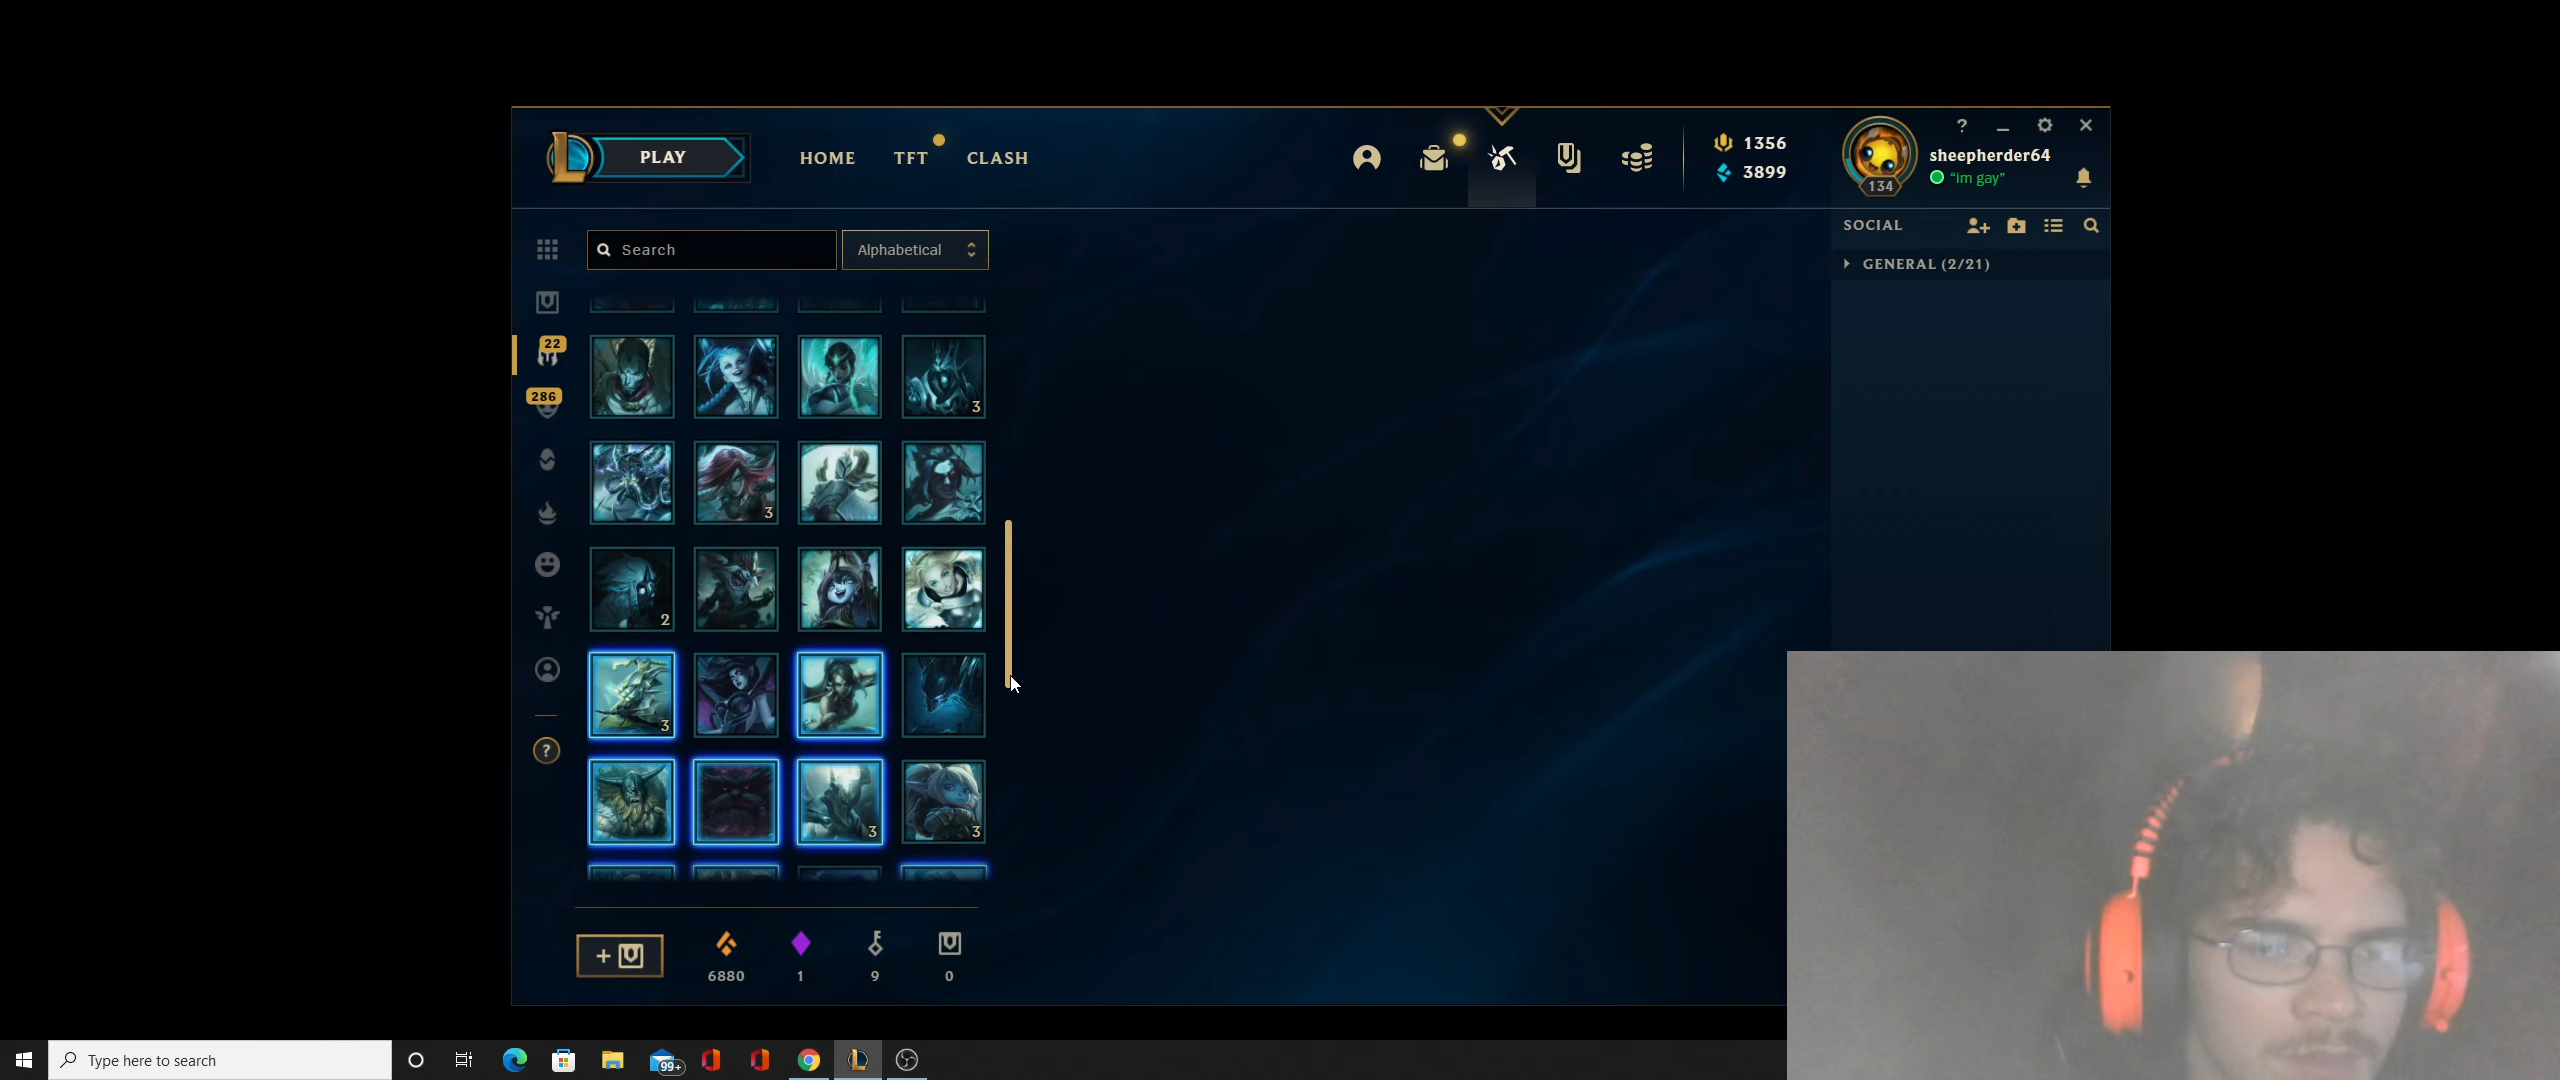 PLAY
HOME
TFT
CLASH
1356
3899
134
?
sheepherder64
"im gay"
SOCIAL
GENERAL (2/21)
Search
Alphabetical
22
286
3
3
2
3
3
3
?
+
6880
1
9
0
Type here to search
99+